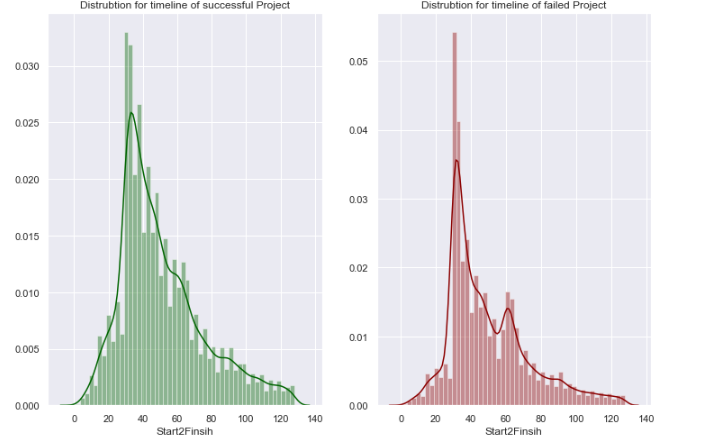 Distrubtion for timeline of successful Project
0.030
0.025
0.020
0.015
0.010
0.005
0.000
0 20 40 60 80 100 120 140
Start2Finsih
Distrubtion for timeline of failed Project
0.05
0.04
0.03
0.02
0.01
0.00
0 20 40 60 80 100 120 140
Start2Finsih